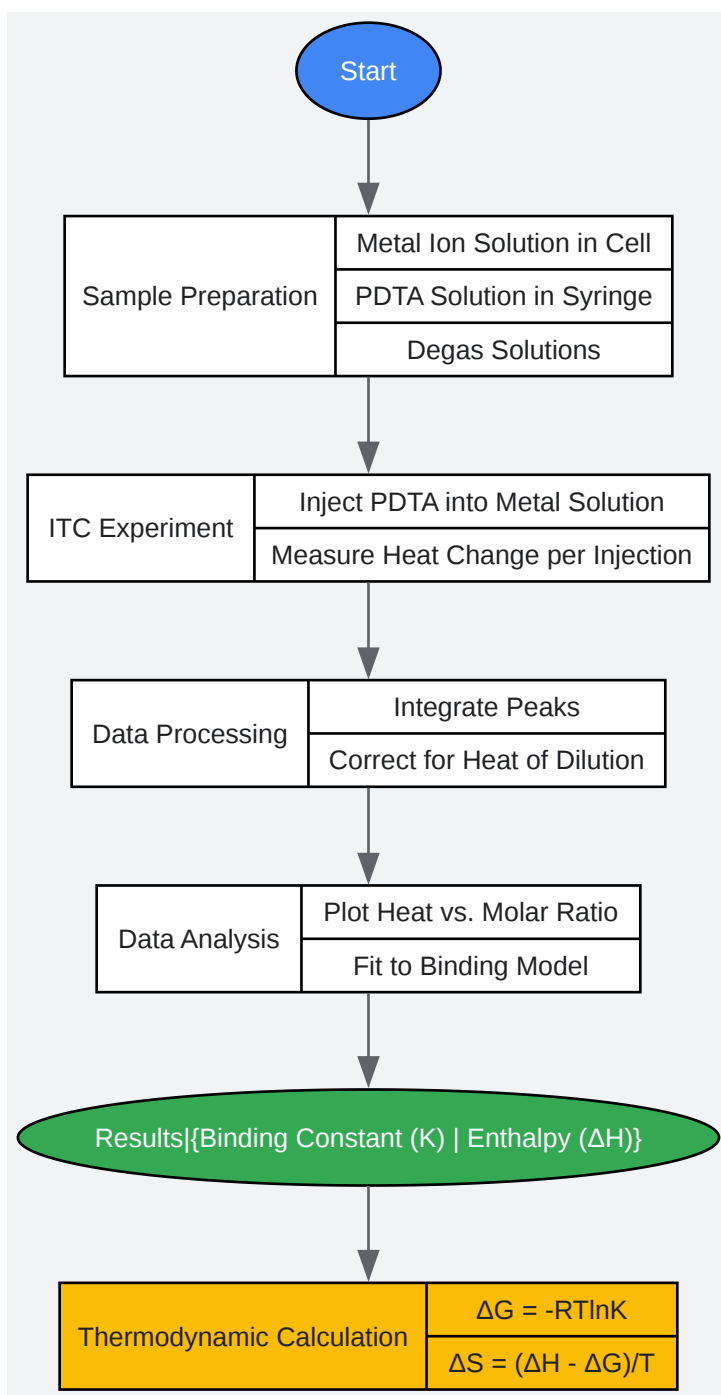 Start
Sample Preparation
Metal Ion Solution in Cell
PDTA Solution in Syringe
Degas Solutions
ITC Experiment
Inject PDTA into Metal Solution
Measure Heat Change per Injection
Data Processing
Integrate Peaks
Correct for Heat of Dilution
Data Analysis
Plot Heat vs. Molar Ratio
Fit to Binding Model
Results|{Binding Constant (K) | Enthalpy (ΔH)}
Thermodynamic Calculation
ΔG = -RTlnK
ΔS = (ΔH - ΔG)/T